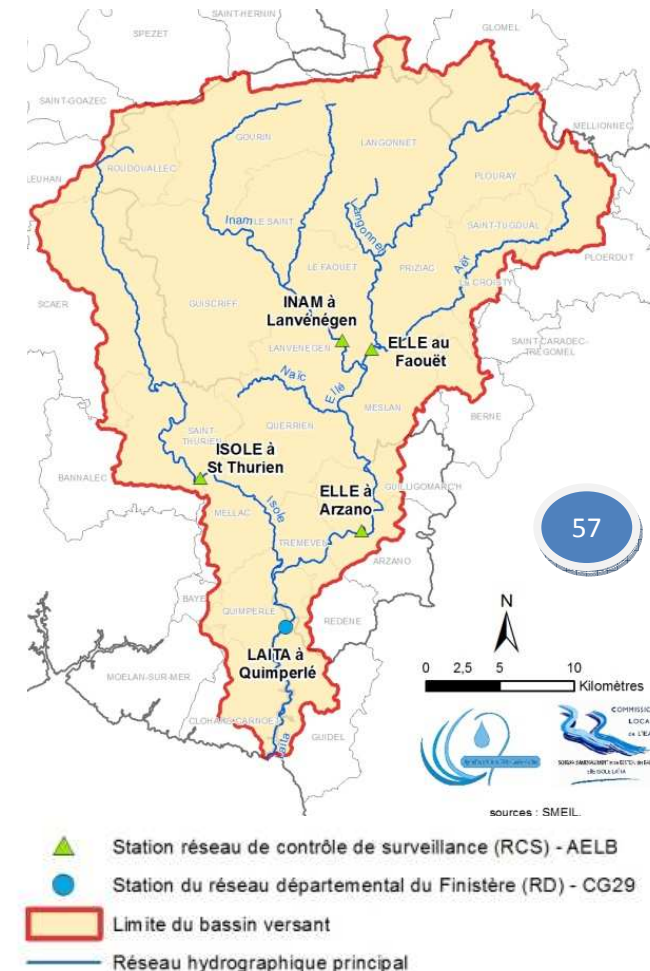 SAINT-HERNIN
SPEZET
GLOMEL
SAINT-GOAZEC
MELLIONNEC
GOURIN
LANGONNET
LEUHAN
ROUDOUALLEC
PLOURAY
Langonnet
Inam
LE SAINT
SAINT-TUGDUAL
PLOERDUT
LE FAOUET
PRIZIAC
Aër
LE CROISTY
SCAER
GUISCRIFF
INAM à
Lanvénégen
ELLE au
Faouët
LANVENEGEN
SAINT-CARADEC-
TREGOMEL
Naïc
Ellé
MESLAN
BERNE
SAINT-
THURIEN
QUERRIEN
ISOLE à
St Thurien
BANNALEC
ELLE à
Arzano
GUILLIGOMARC'H
MELLAC
Isole
TREMEVEN
57
ARZANO
BAYE
QUIMPERLE
REDENE
N
LAITA à
Quimperlé
MOELAN-SUR-MER
0 2,5 5 10
Kilomètres
CLOHARS-CARNOET
GUIDEL
Laïta
COMMISSION
LOCA
de L'EA
sources : SMEIL.
Station réseau de contrôle de surveillance (RCS) - AELB
Station du réseau départemental du Finistère (RD) - CG29
Limite du bassin versant
Réseau hydrographique principal